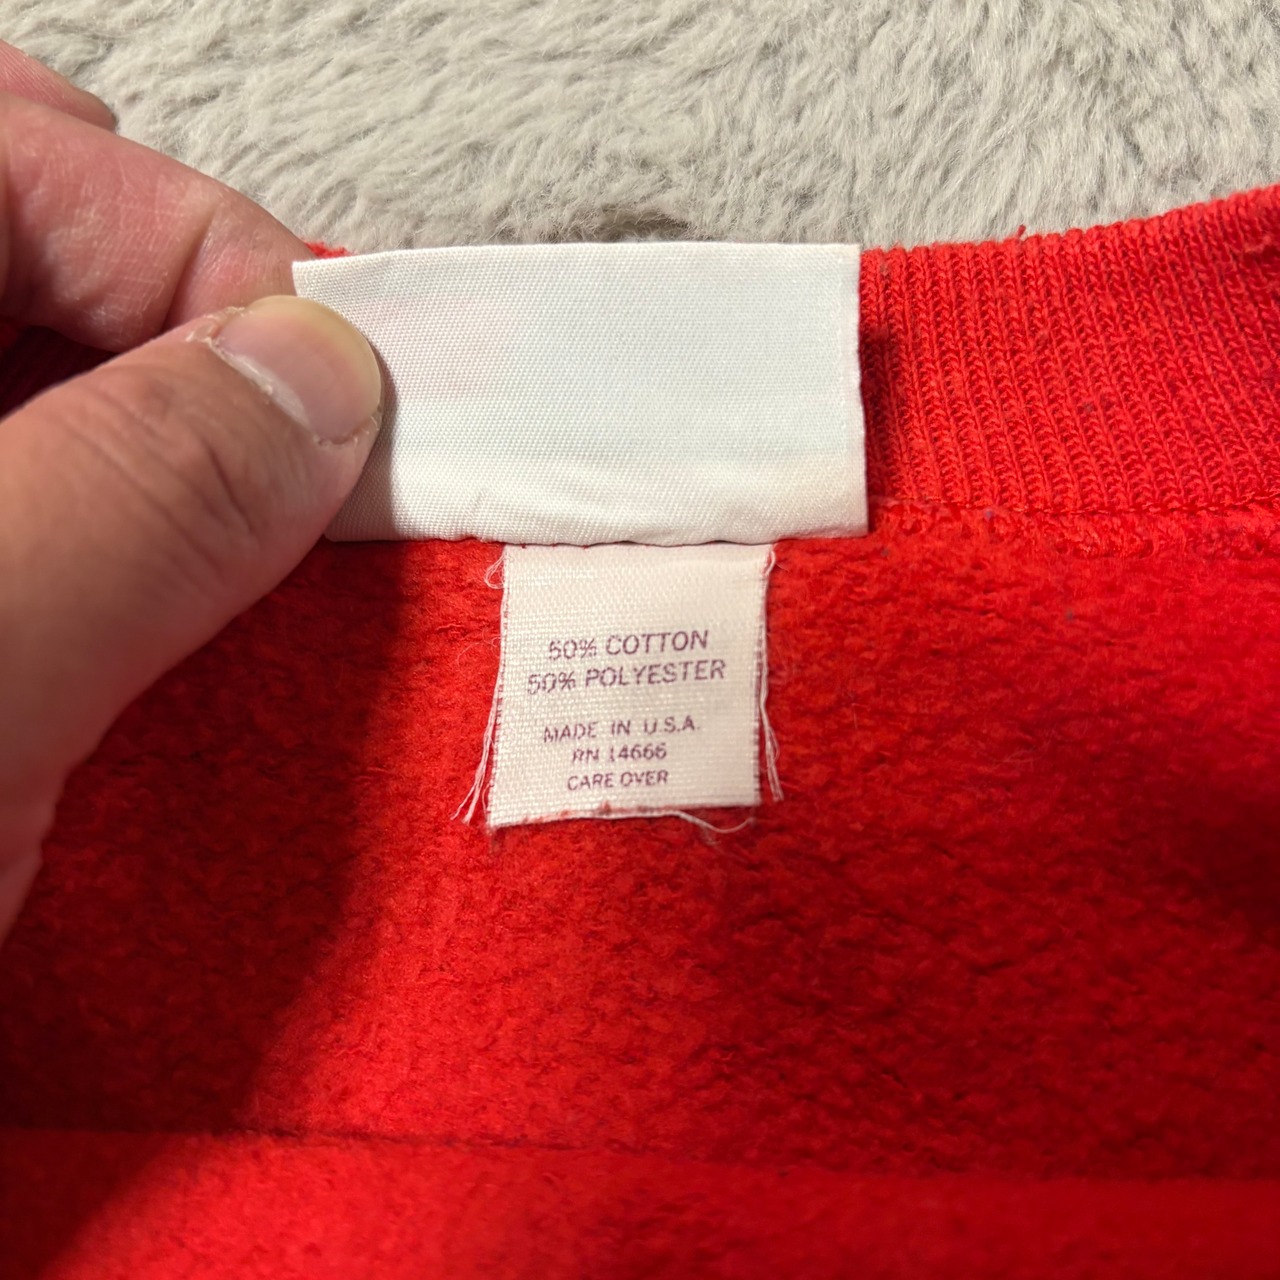 50% COTTON
50% POLYESTER
MADE IN U.S.A.
RN 14666
CARE OVER